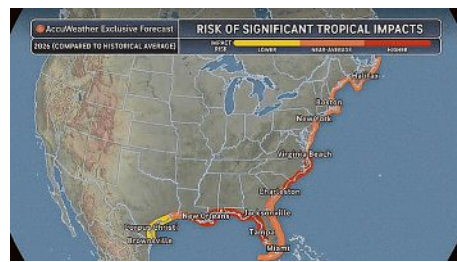 AccuWeather Exclusive Forecast
RISK OF SIGNIFICANT TROPICAL IMPACTS
2026 (COMPARED TO HISTORICAL AVERAGE)
IMPACT RISK
LOWER
NEAR-AVERAGE
HIGHER
Halifax
Boston
New York
Virginia Beach
Charleston
Jacksonville
New Orleans
Corpus Christi
Tampa
Brownsville
Miami